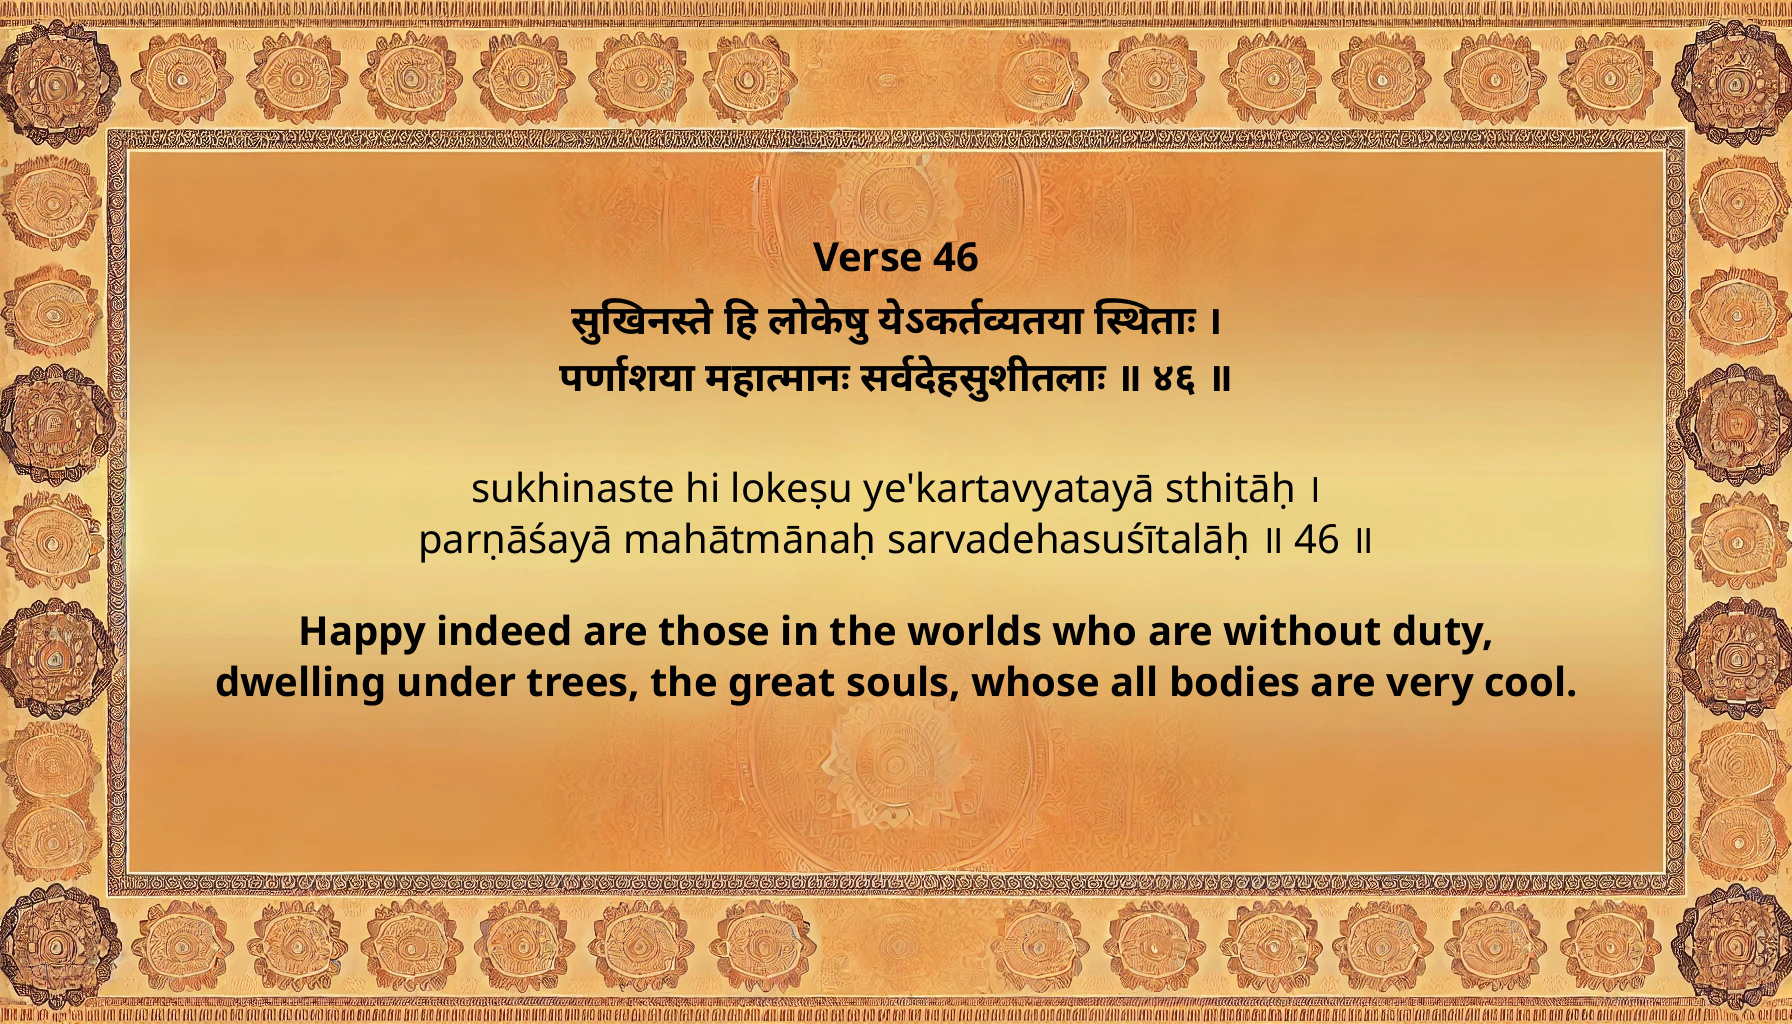 Verse 46
सुखिनस्ते हि लोकेषु येऽकर्तव्यतया स्थिताः ।
पर्णाशया महात्मानः सर्वदेहसुशीतलाः ॥ ४६ ॥
sukhinaste hi lokeṣu ye'kartavyatayā sthitāḥ ।
parṇāśayā mahātmānaḥ sarvadehasuśītalāḥ ॥ 46 ॥
Happy indeed are those in the worlds who are without duty,
dwelling under trees, the great souls, whose all bodies are very cool.